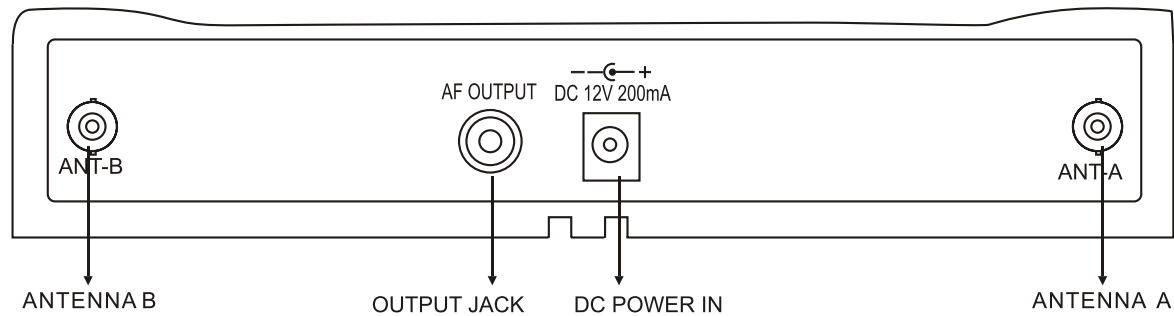 − +
AF OUTPUT DC 12V 200mA
ANT-B ANT-A
ANTENNA B OUTPUT JACK DC POWER IN ANTENNA A